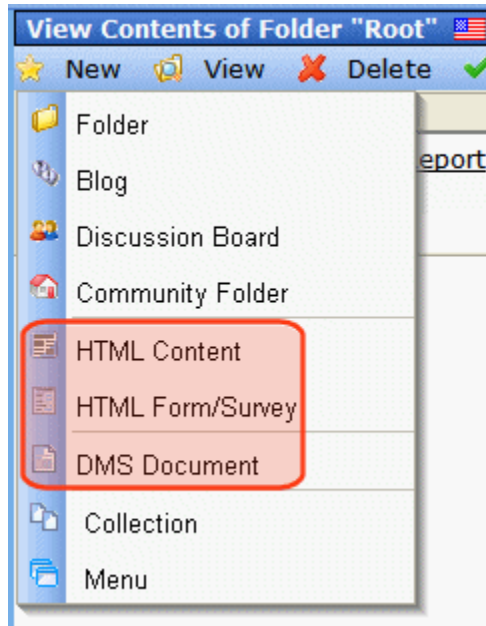 View Contents of Folder "Root"
New View Delete
Folder
eport
Blog
Discussion Board
Community Folder
HTML Content
HTML Form/Survey
DMS Document
Collection
Menu